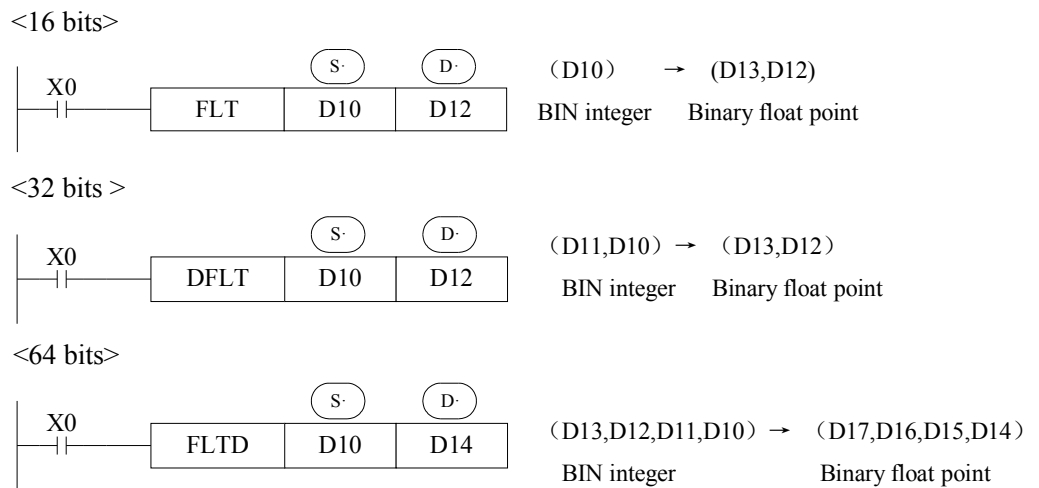 <16 bits>
S· D·
X0 FLT D10 D12 （D10） → (D13,D12)
BIN integer Binary float point
<32 bits >
S· D·
X0 DFLT D10 D12 （D11,D10）→ （D13,D12）
BIN integer Binary float point
<64 bits>
S· D·
X0 FLTD D10 D14 （D13,D12,D11,D10）→ （D17,D16,D15,D14）
BIN integer Binary float point